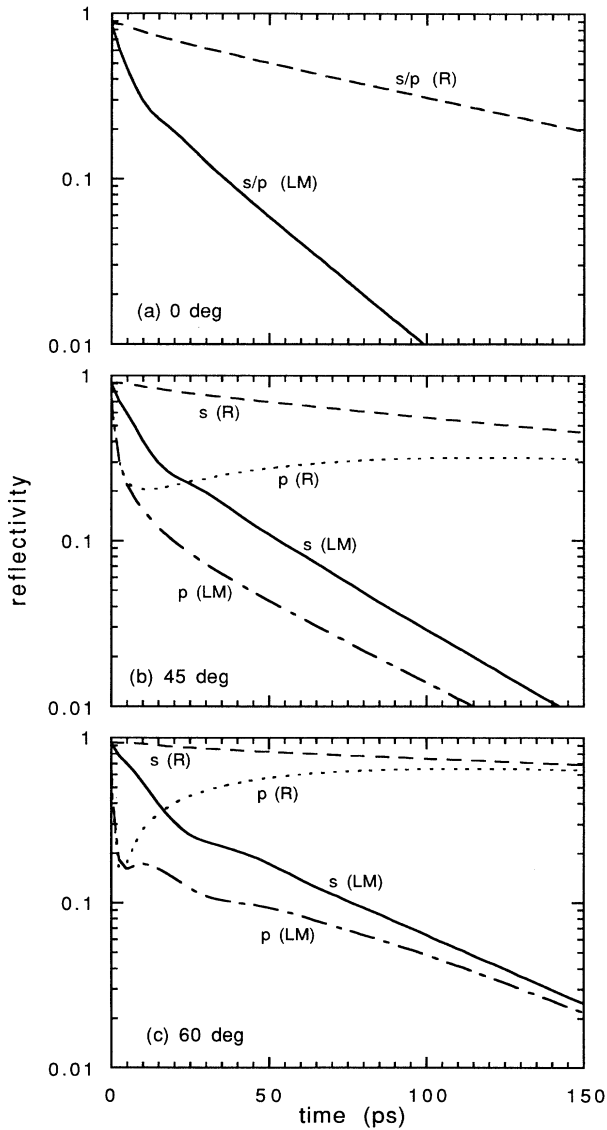 1
s/p (R)
0.1
s/p (LM)
(a) 0 deg
0.01
1
s (R)
p (R)
0.1
s (LM)
p (LM)
(b) 45 deg
0.01
reflectivity
1
s (R)
p (R)
s (LM)
0.1
p (LM)
(c) 60 deg
0.01
0 50 100 150
time (ps)